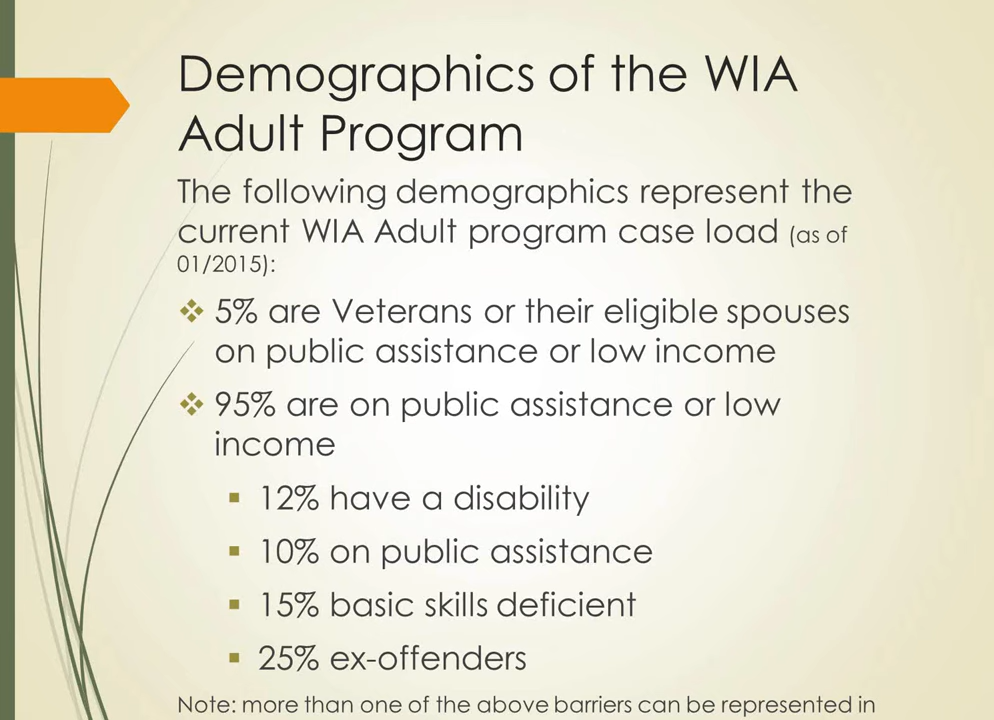 Demographics of the WIA
Adult Program
The following demographics represent the
current WIA Adult program case load (as of
01/2015):
5% are Veterans or their eligible spouses
on public assistance or low income
95% are on public assistance or low
income
12% have a disability
10% on public assistance
15% basic skills deficient
25% ex-offenders
Note: more than one of the above barriers can be represented in